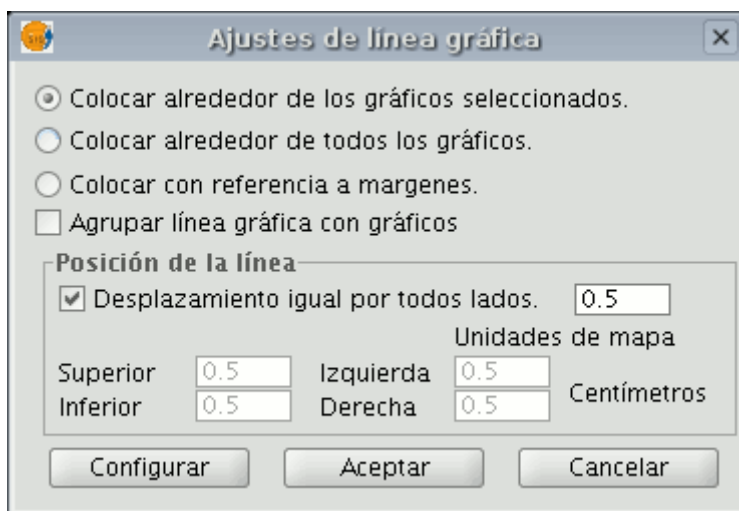 Ajustes de línea gráfica
Colocar alrededor de los gráficos seleccionados.
Colocar alrededor de todos los gráficos.
Colocar con referencia a margenes.
Agrupar línea gráfica con gráficos
Posición de la línea
Desplazamiento igual por todos lados. 0.5
Unidades de mapa
Superior 0.5 Izquierda 0.5
Inferior 0.5 Derecha 0.5 Centímetros
Configurar Aceptar Cancelar